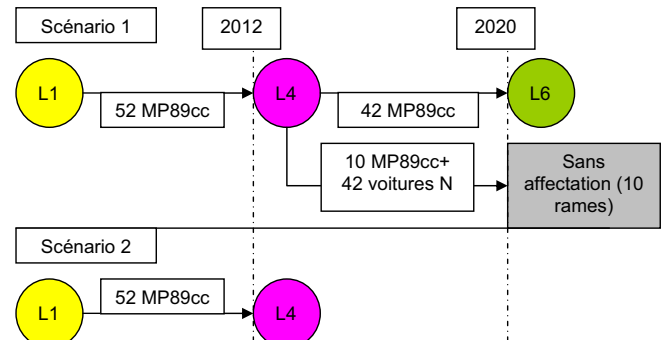 Scénario 1
2012
2020
L1
52 MP89cc
L4
42 MP89cc
L6
10 MP89cc+
42 voitures N
Sans
affectation (10
rames)
Scénario 2
L1
52 MP89cc
L4